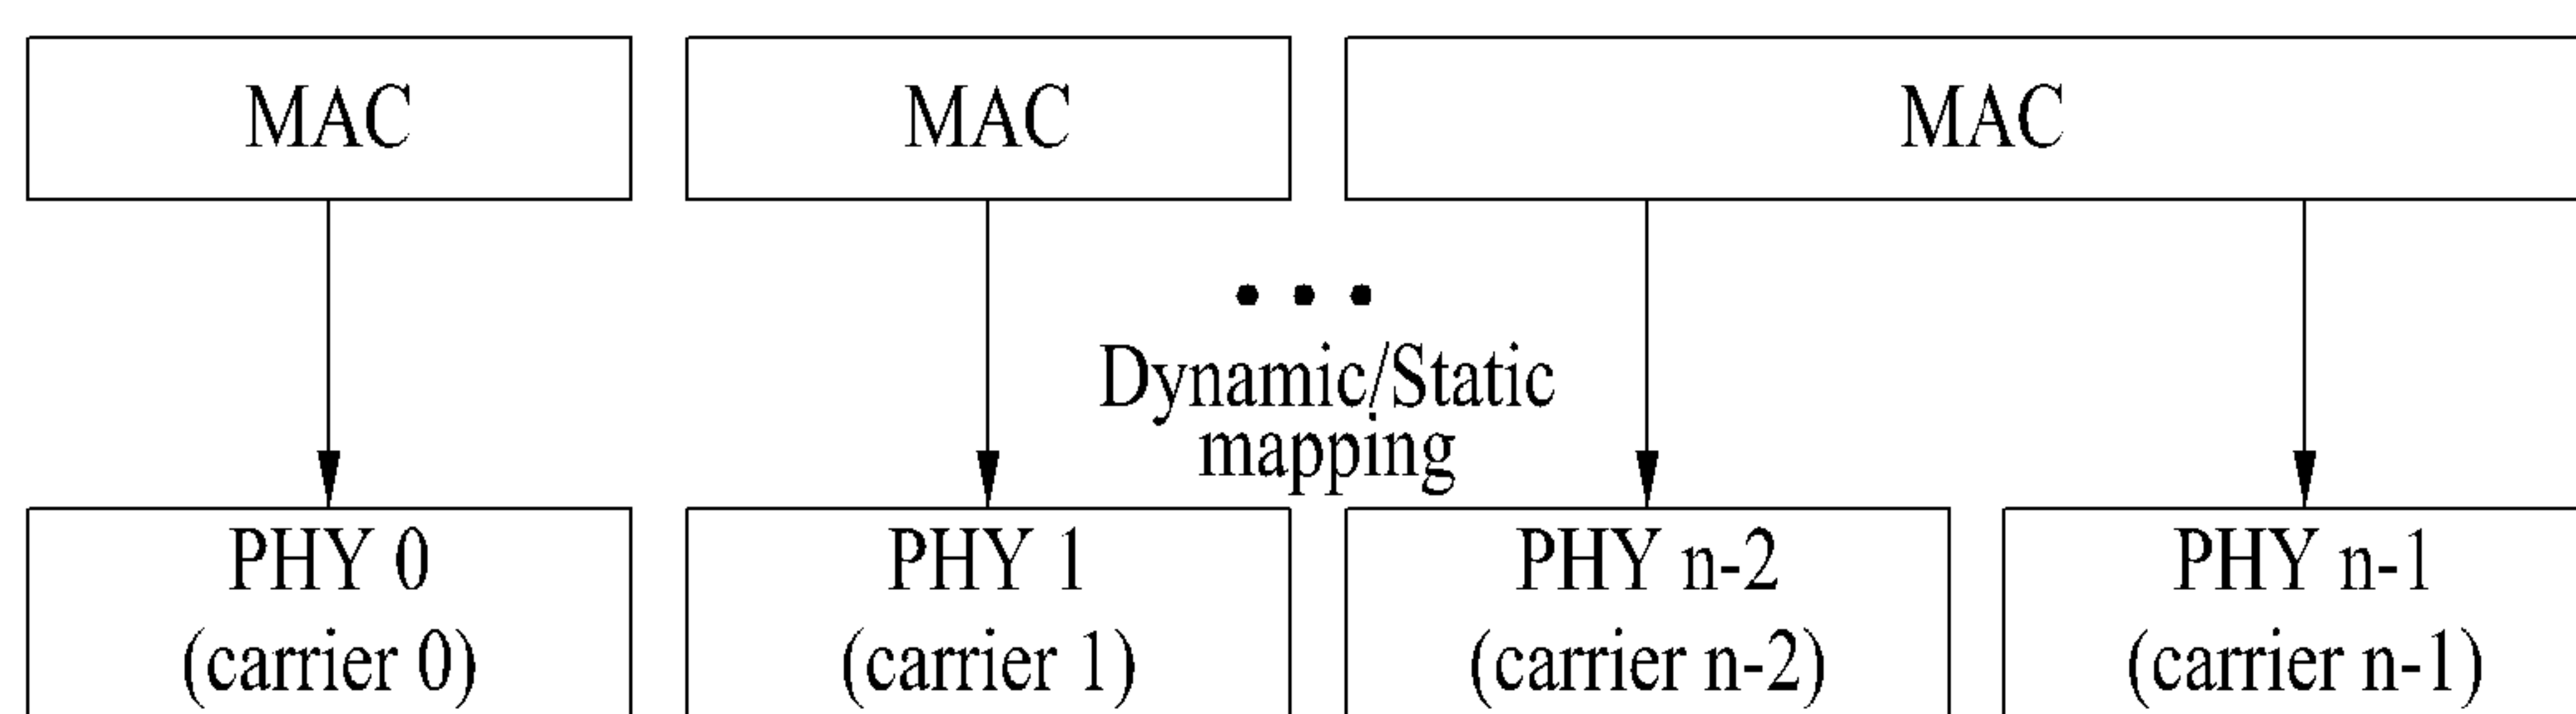 MAC
MAC
MAC
• • •
Dynamic/Static
mapping
PHY 0
(carrier 0)
PHY 1
(carrier 1)
PHY n-2
(carrier n-2)
PHY n-1
(carrier n-1)